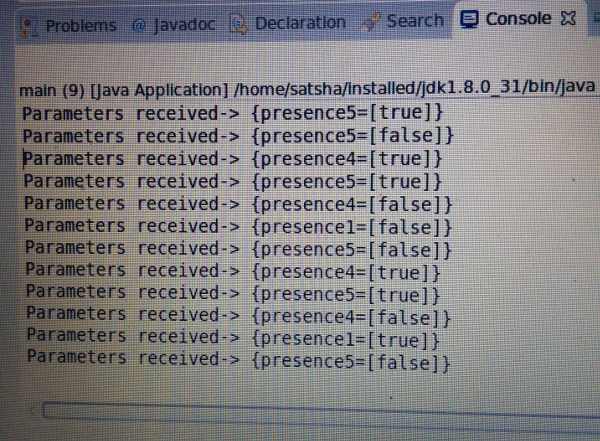 Problems @ Javadoc Declaration Search Console
main (9) [Java Application] /home/satsha/installed/jdk1.8.0_31/bin/java
Parameters received-> {presence5=[true]}
Parameters received-> {presence5=[false]}
Parameters received-> {presence4=[true]}
Parameters received-> {presence5=[true]}
Parameters received-> {presence4=[false]}
Parameters received-> {presence1=[false]}
Parameters received-> {presence5=[false]}
Parameters received-> {presence4=[true]}
Parameters received-> {presence5=[true]}
Parameters received-> {presence4=[false]}
Parameters received-> {presence1=[true]}
Parameters received-> {presence5=[false]}